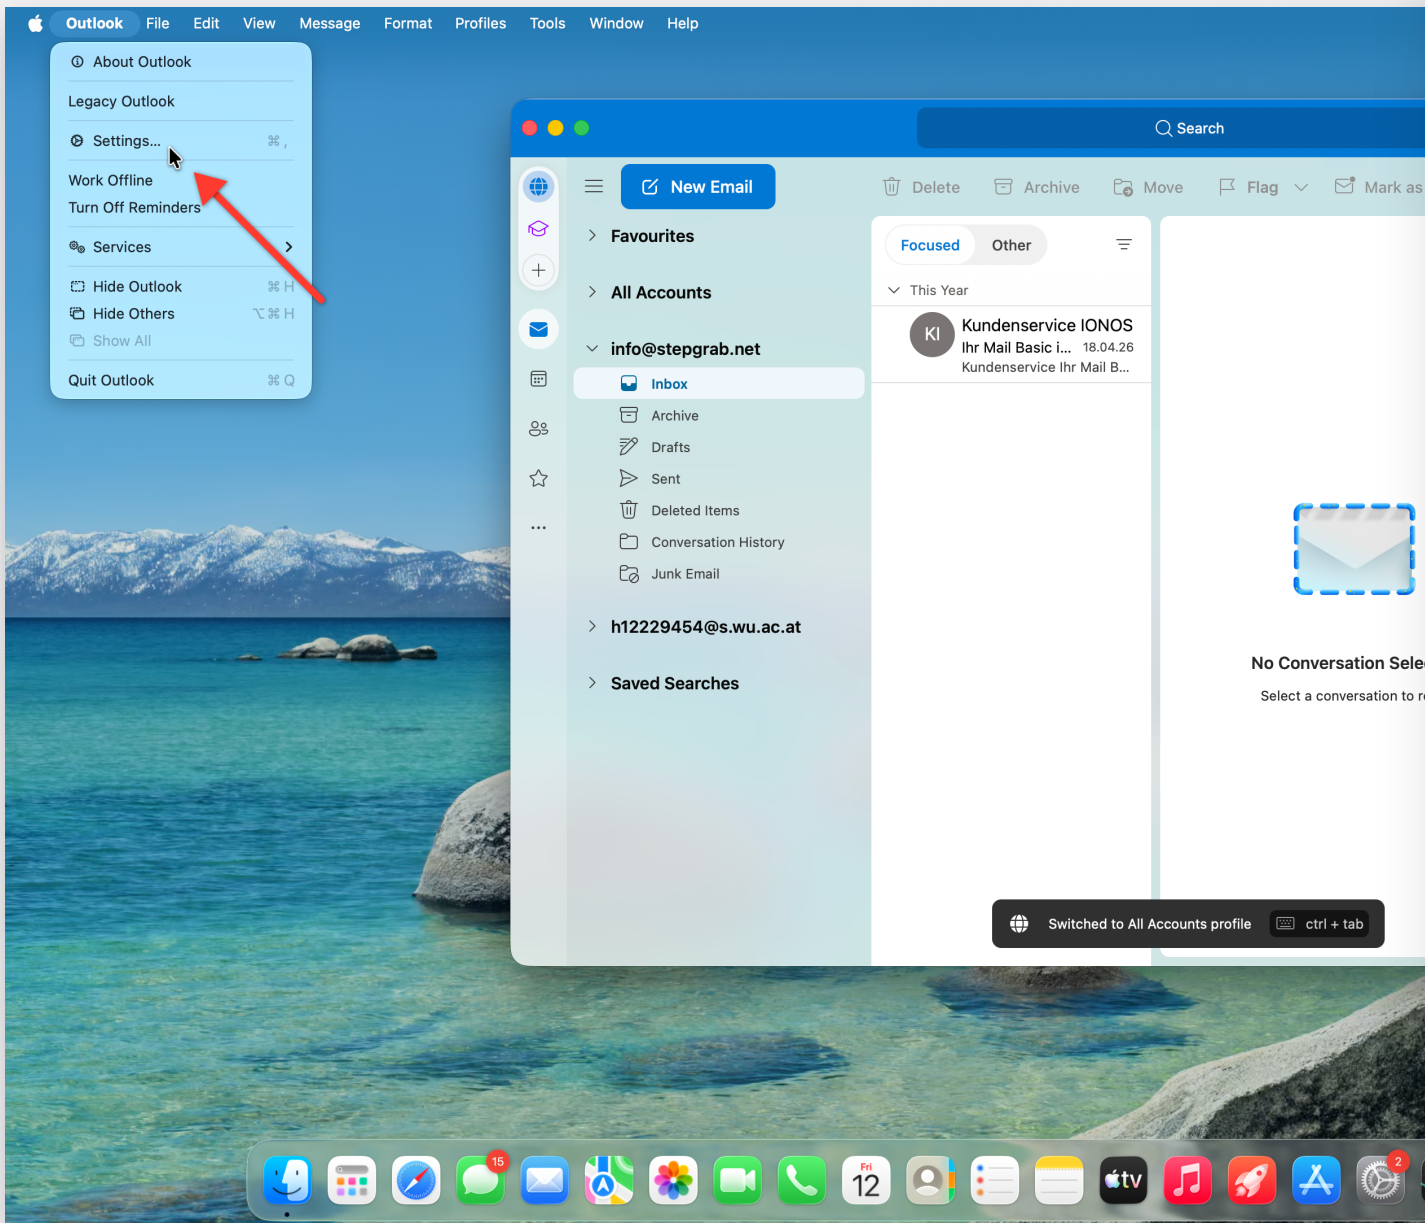 Outlook File Edit View Message Format Profiles Tools Window Help
About Outlook
Legacy Outlook
Settings... ⌘ ,
Work Offline
Turn Off Reminders
Services
Hide Outlook ⌘ H
Hide Others ⌥ ⌘ H
Show All
Quit Outlook ⌘ Q
Search
New Email
Delete Archive Move Flag Mark as
Favourites
All Accounts
info@stepgrab.net
Inbox
Archive
Drafts
Sent
Deleted Items
Conversation History
Junk Email
h12229454@s.wu.ac.at
Saved Searches
Focused Other
This Year
KI
Kundenservice IONOS
Ihr Mail Basic i... 18.04.26
Kundenservice Ihr Mail B...
No Conversation Sele
Select a conversation to r
Switched to All Accounts profile ctrl + tab
15
Fri
12
tv
2